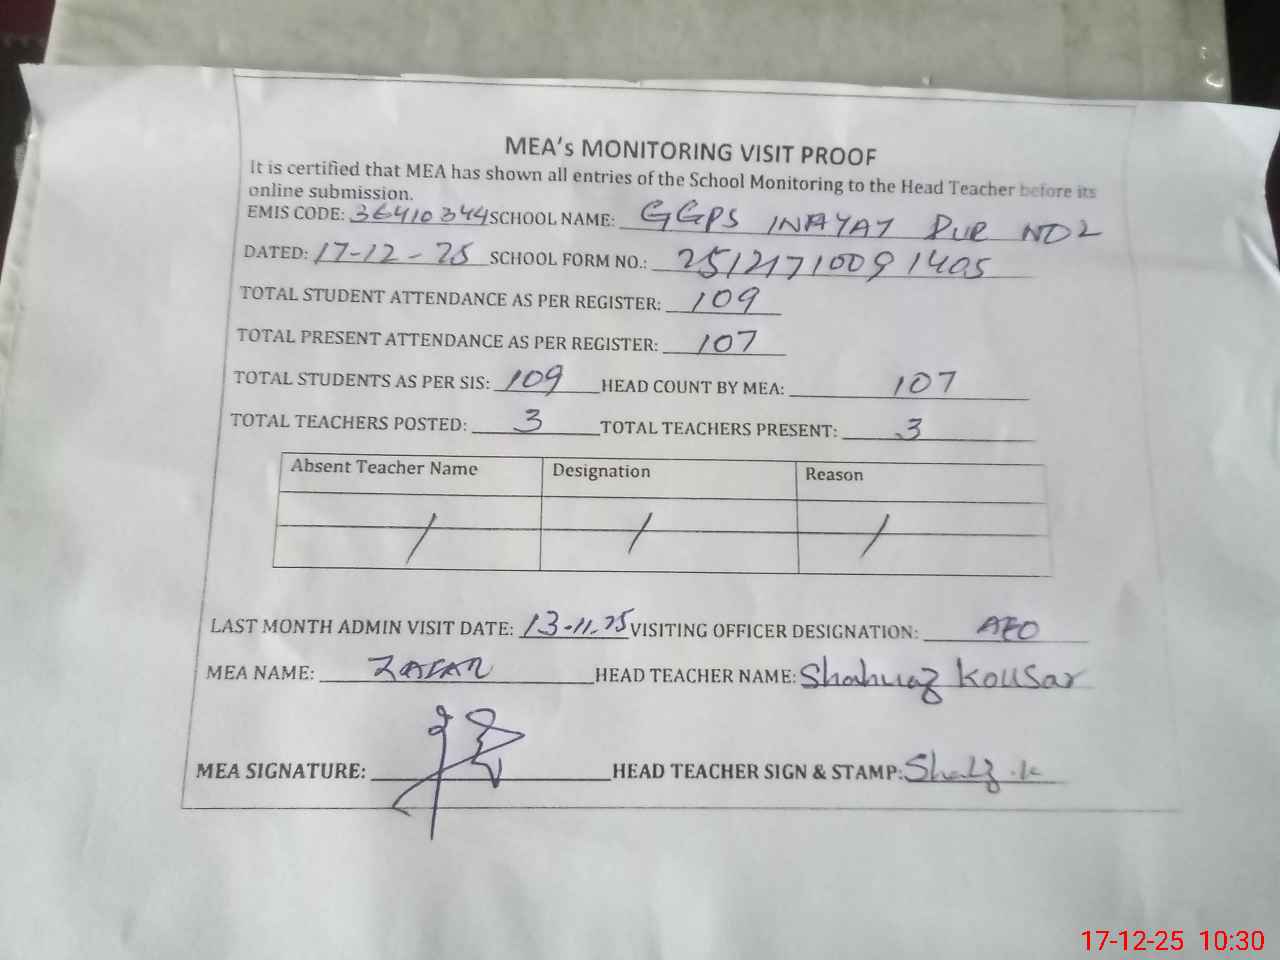 MEA's MONITORING VISIT PROOF
It is certified that MEA has shown all entries of the School Monitoring to the Head Teacher before its
online submission.
EMIS CODE: 36410344 SCHOOL NAME: GGPS INAYAT PUR NO2
DATED: 17-12-25 SCHOOL FORM NO.: 2512171009 1405
TOTAL STUDENT ATTENDANCE AS PER REGISTER: 109
TOTAL PRESENT ATTENDANCE AS PER REGISTER: 107
TOTAL STUDENTS AS PER SIS: 109 HEAD COUNT BY MEA: 107
TOTAL TEACHERS POSTED: 3 TOTAL TEACHERS PRESENT: 3
Absent Teacher Name Designation Reason
/ / /
LAST MONTH ADMIN VISIT DATE: 13-11-25 VISITING OFFICER DESIGNATION: AEO
MEA NAME: ZAFAR HEAD TEACHER NAME: Shahnaz Kousar
MEA SIGNATURE: HEAD TEACHER SIGN & STAMP:
17-12-25 10:30